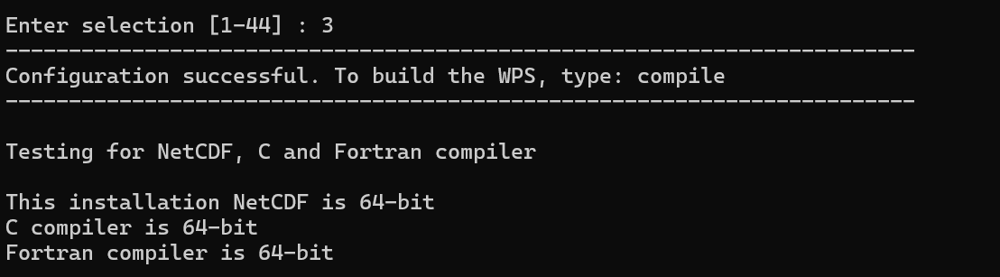 Enter selection [1-44] : 3
------------------------------------------------------------------------
Configuration successful. To build the WPS, type: compile
------------------------------------------------------------------------
Testing for NetCDF, C and Fortran compiler
This installation NetCDF is 64-bit
C compiler is 64-bit
Fortran compiler is 64-bit